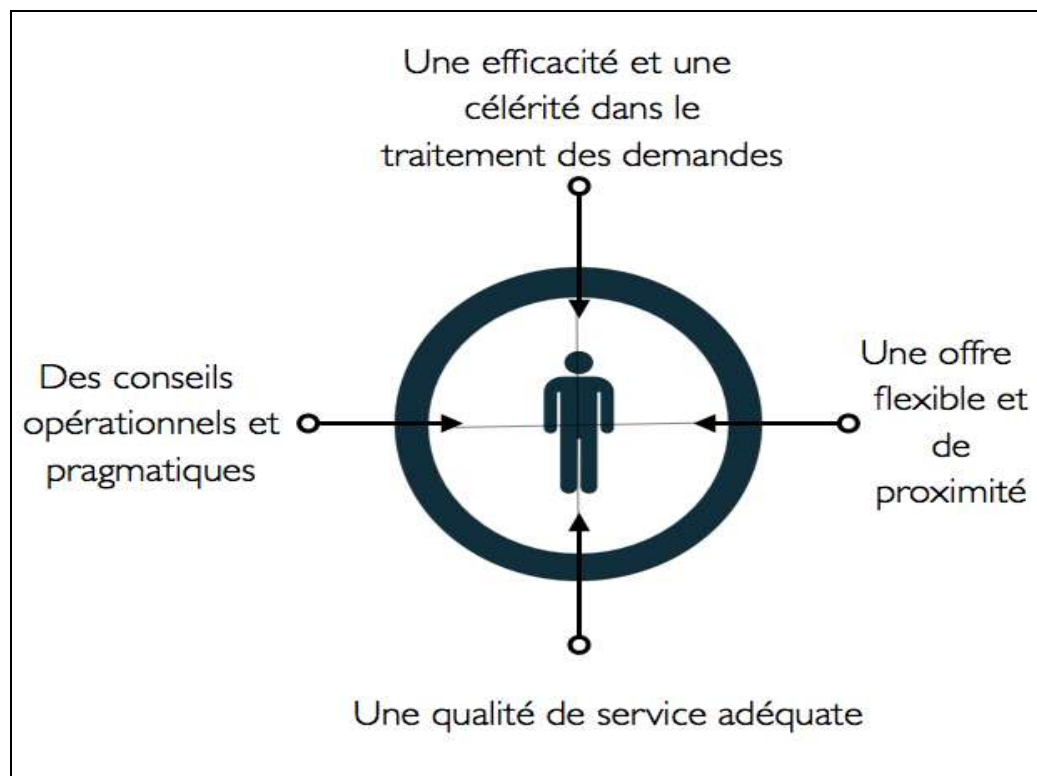 Une efficacité et une
célérité dans le
traitement des demandes
Des conseils
opérationnels et
pragmatiques
Une offre
flexible et
de
proximité
Une qualité de service adéquate